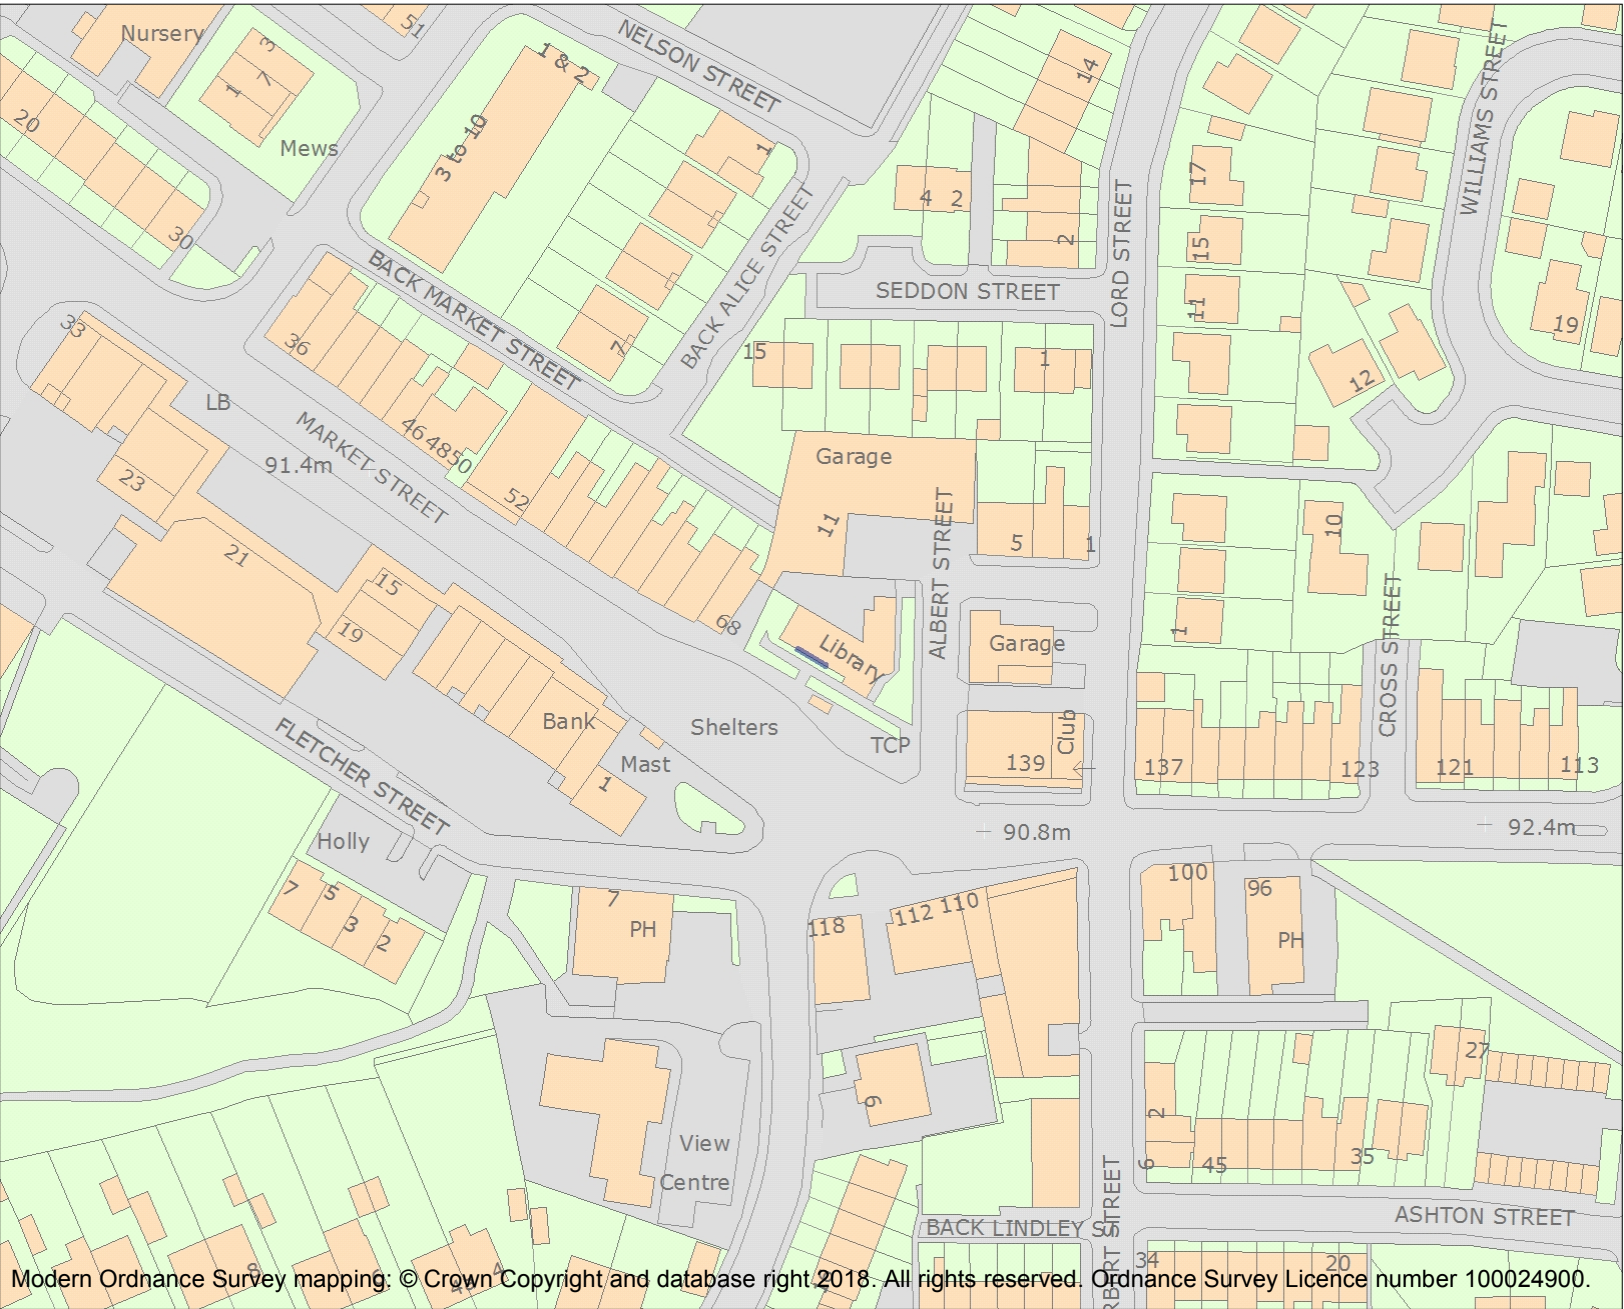 Nursery
51
NELSON STREET
WILLIAMS STREET
3
7
1
1 & 2
14
20
Mews
3 to 10
1
17
4 2
LORD STREET
30
2
15
BACK MARKET STREET
BACK ALICE STREET
SEDDON STREET
11
33
36
7
15
1
19
12
LB
MARKET STREET
464850
91.4m
Garage
23
52
11
ALBERT STREET
5
1
10
21
15
19
68
Library
Garage
1
CROSS STREET
FLETCHER STREET
Bank
Shelters
TCP
Club
Mast
1
139
137
123
121
113
90.8m
92.4m
Holly
7
5
3
2
7
PH
118
112 110
100
96
PH
27
9
2
View
Centre
6
45
35
BACK LINDLEY ST
ASHTON STREET
RBERT STREET
34
20
8
4
Modern Ordnance Survey mapping: © Crown Copyright and database right 2018. All rights reserved. Ordnance Survey Licence number 100024900.